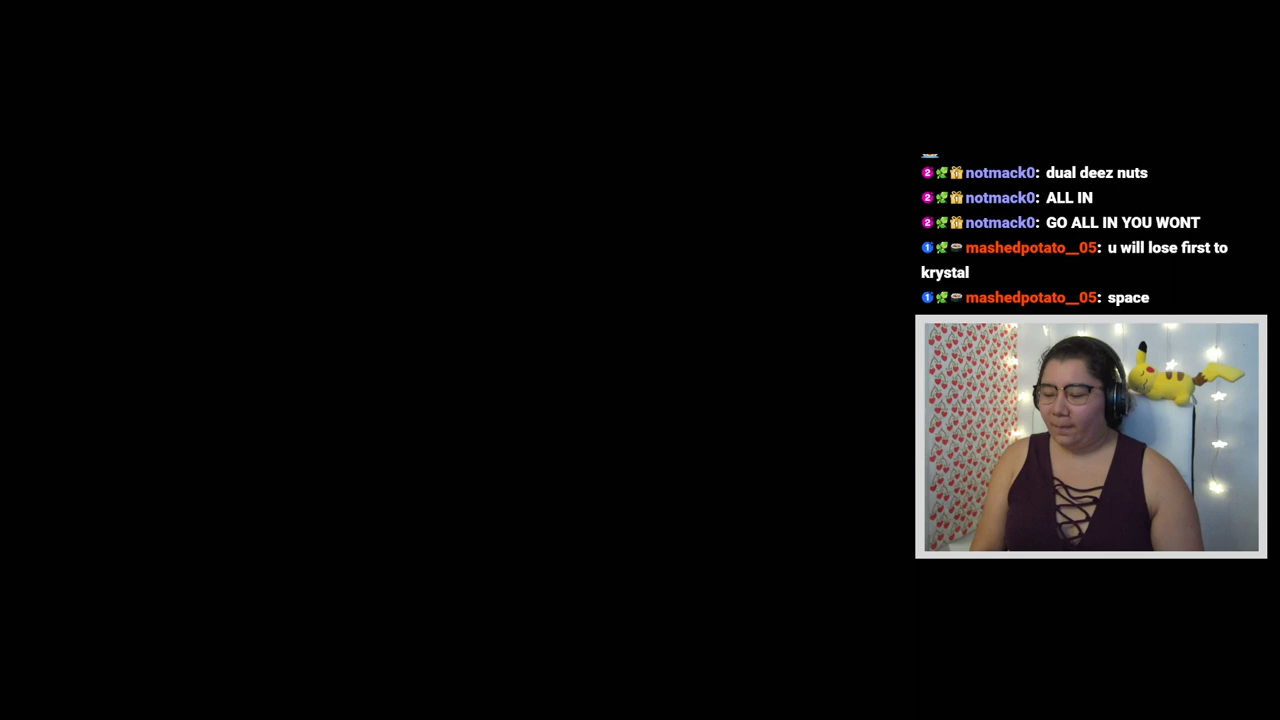 notmack0: dual deez nuts
notmack0: ALL IN
notmack0: GO ALL IN YOU WONT
mashedpotato__05: u will lose first to
krystal
mashedpotato__05: space